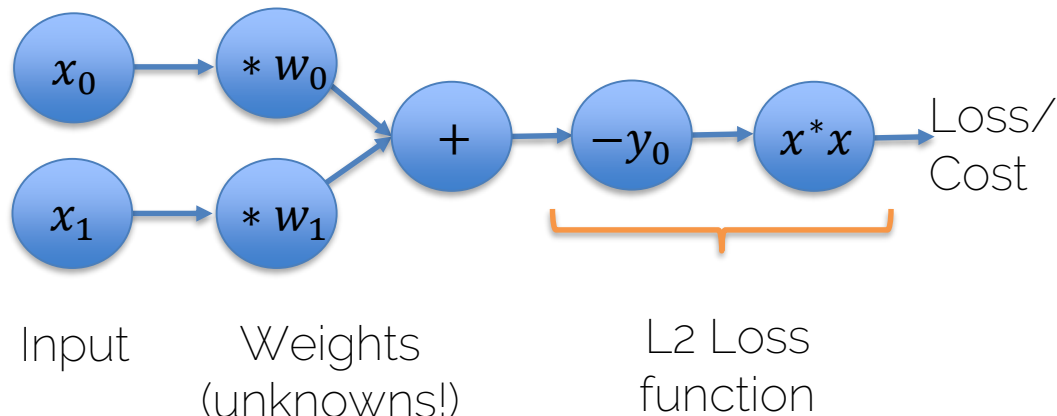 x₀
* w₀
x₁
* w₁
+
−y₀
x*x
Loss/
Cost
Input
Weights
(unknowns!)
L2 Loss
function